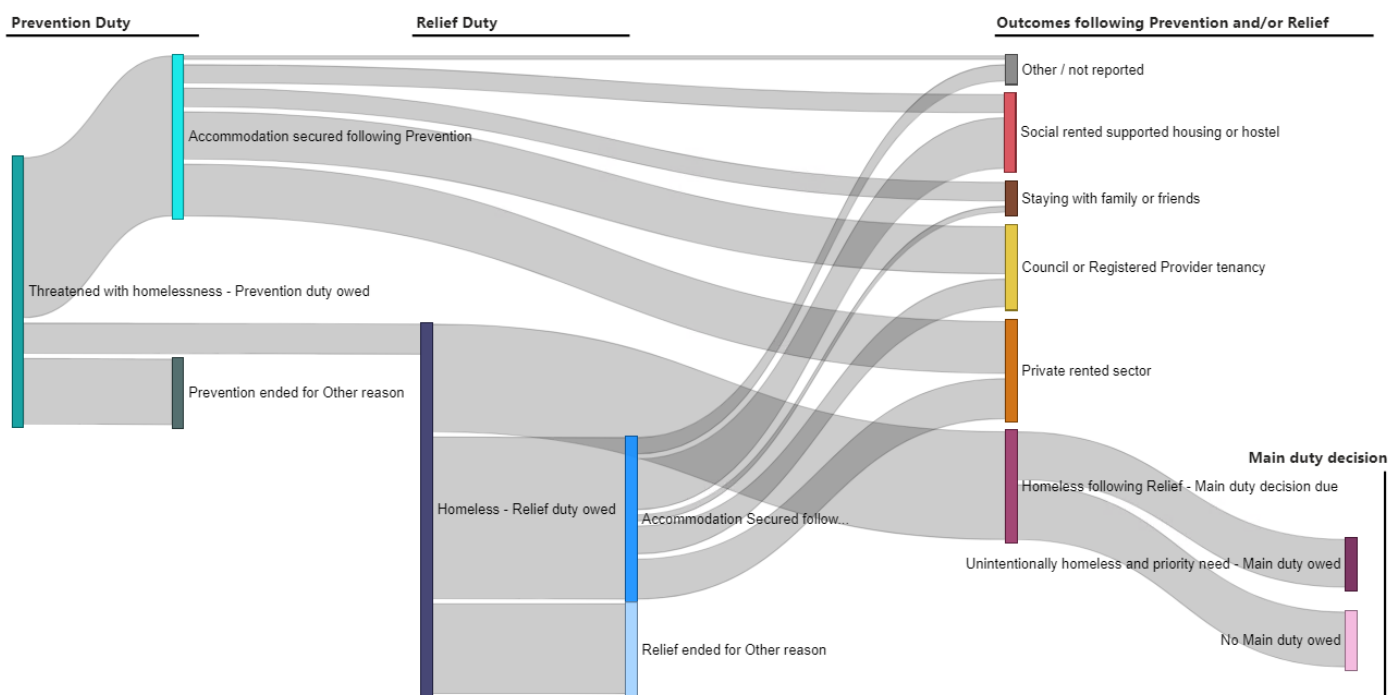 Prevention Duty
Relief Duty
Outcomes following Prevention and/or Relief
Other / not reported
Social rented supported housing or hostel
Accommodation secured following Prevention
Staying with family or friends
Council or Registered Provider tenancy
Threatened with homelessness - Prevention duty owed
Private rented sector
Prevention ended for Other reason
Main duty decision
Homeless following Relief - Main duty decision due
Homeless - Relief duty owed
Accommodation Secured follow...
Unintentionally homeless and priority need - Main duty owed
No Main duty owed
Relief ended for Other reason